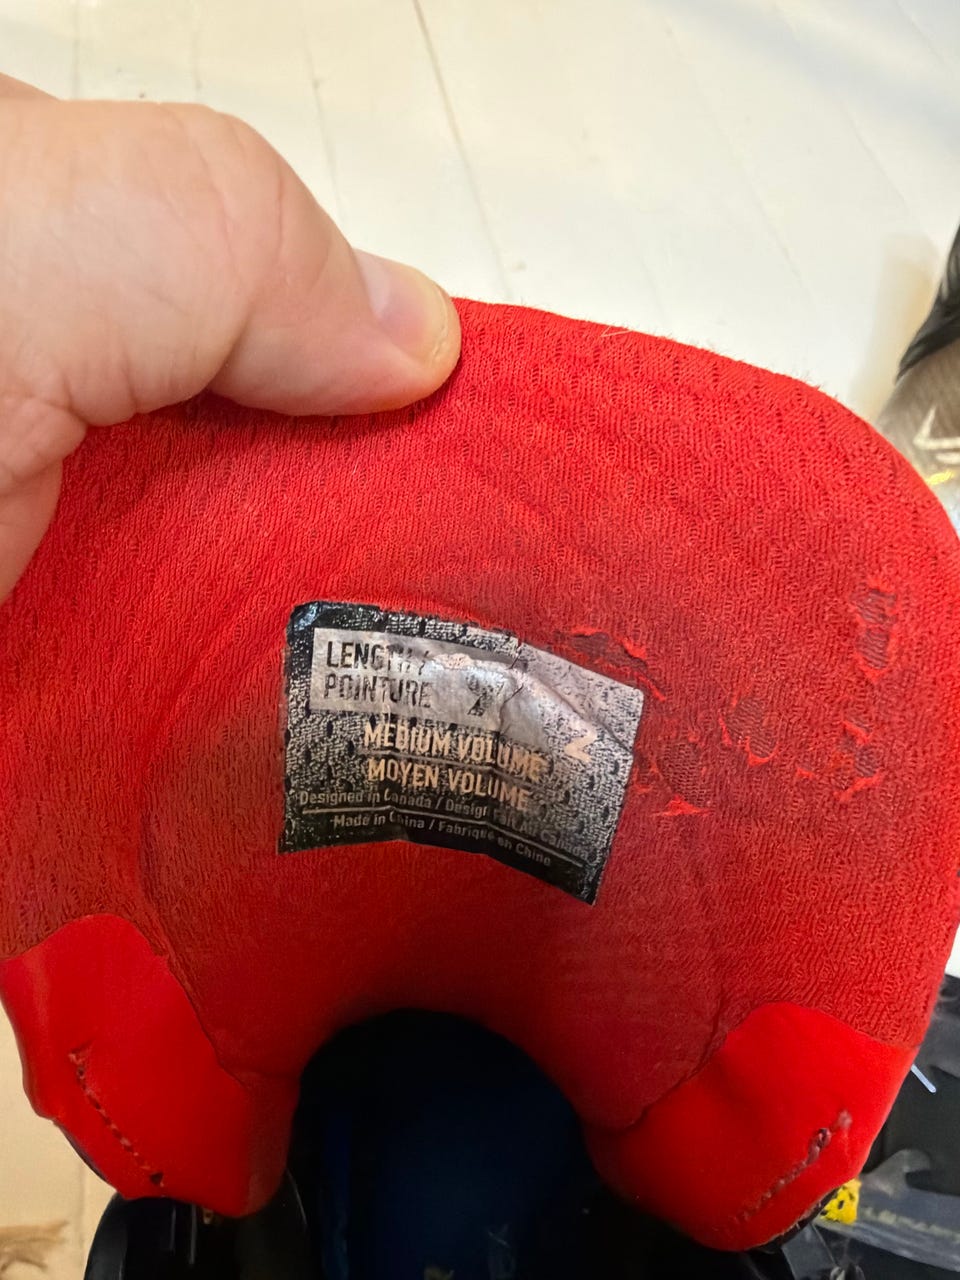 LENGTH /
POINTURE
MEDIUM VOLUME
MOYEN VOLUME
Designed in Canada / Design Fait Au Canada
Made in China / Fabriqué en Chine